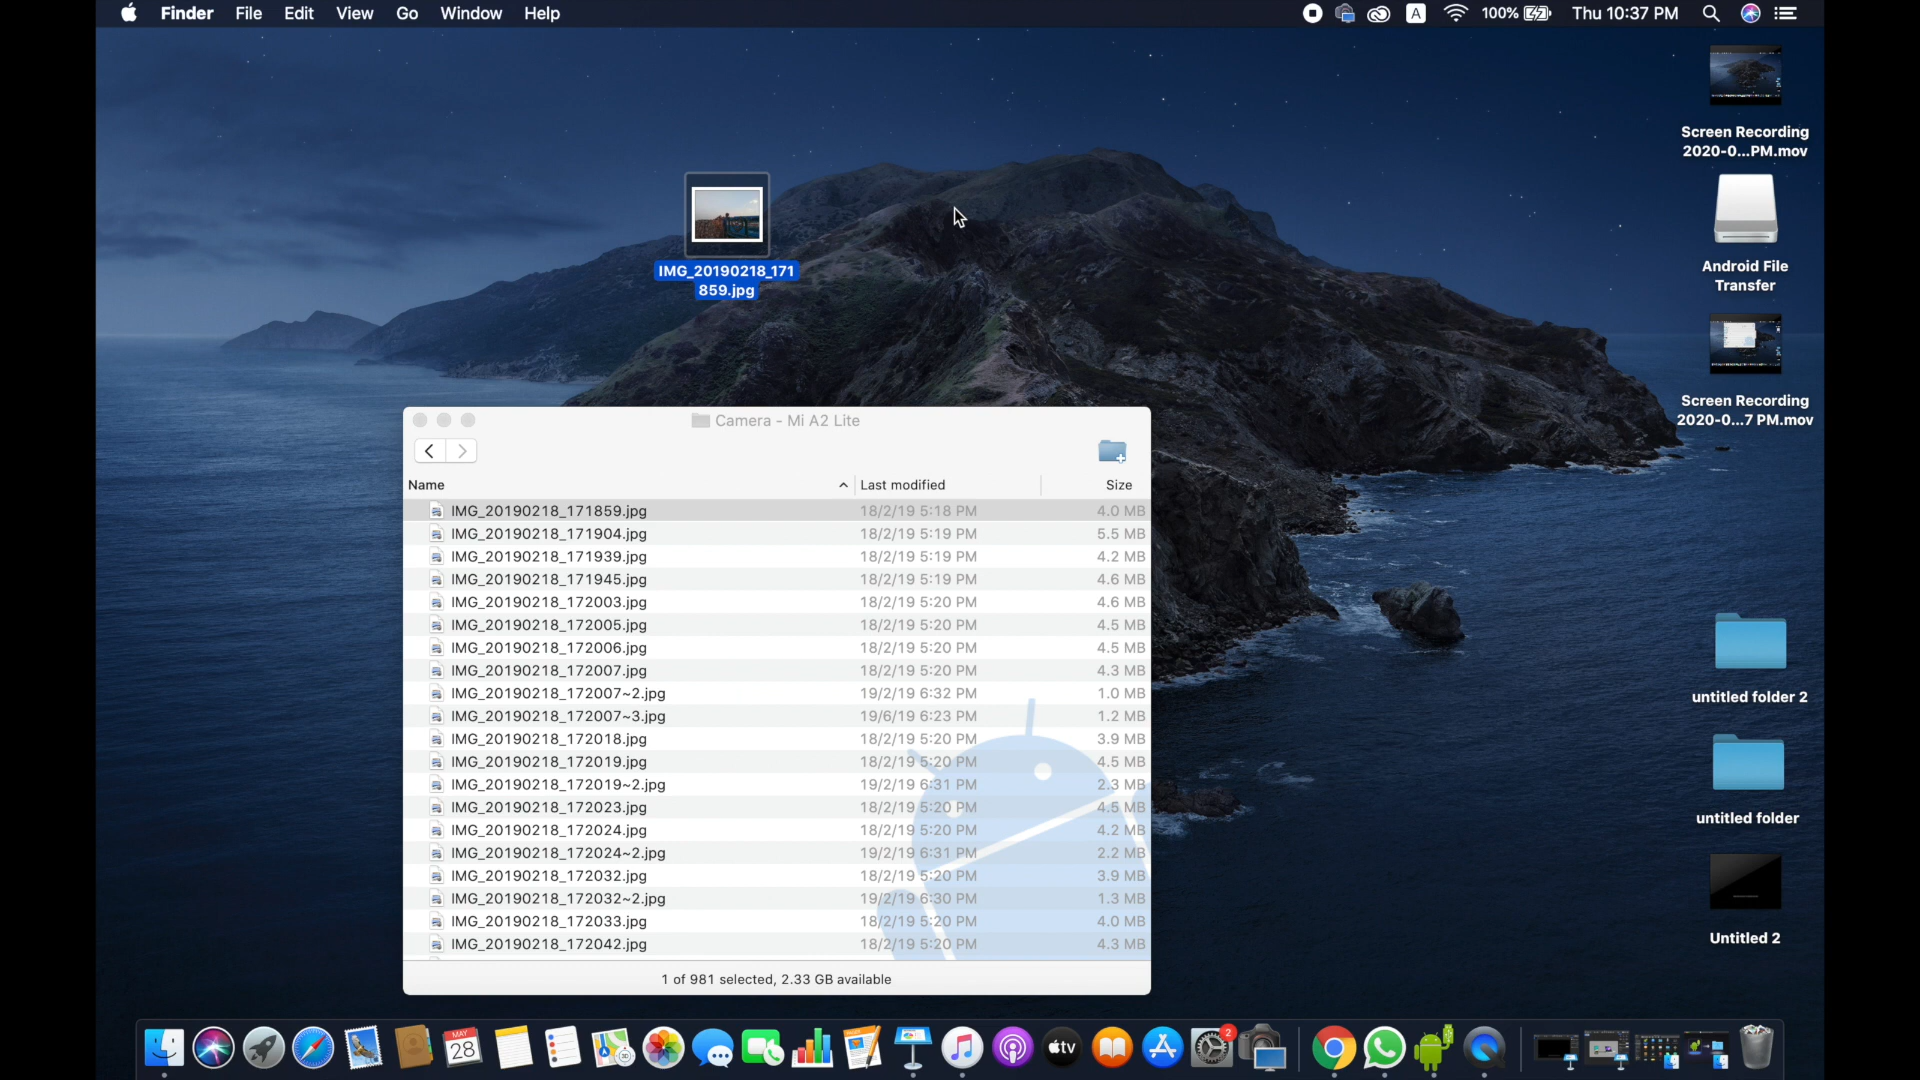 Finder File Edit View Go Window Help
A 100% Thu 10:37 PM
Screen Recording
2020-0...PM.mov
Android File
Transfer
IMG_20190218_171
859.jpg
Screen Recording
2020-0...7 PM.mov
Camera - Mi A2 Lite
Name Last modified Size
IMG_20190218_171859.jpg 18/2/19 5:18 PM 4.0 MB
IMG_20190218_171904.jpg 18/2/19 5:19 PM 5.5 MB
IMG_20190218_171939.jpg 18/2/19 5:19 PM 4.2 MB
IMG_20190218_171945.jpg 18/2/19 5:19 PM 4.6 MB
IMG_20190218_172003.jpg 18/2/19 5:20 PM 4.6 MB
IMG_20190218_172005.jpg 18/2/19 5:20 PM 4.5 MB
IMG_20190218_172006.jpg 18/2/19 5:20 PM 4.5 MB
IMG_20190218_172007.jpg 18/2/19 5:20 PM 4.3 MB
IMG_20190218_172007~2.jpg 19/2/19 6:32 PM 1.0 MB
IMG_20190218_172007~3.jpg 19/6/19 6:23 PM 1.2 MB
IMG_20190218_172018.jpg 18/2/19 5:20 PM 3.9 MB
IMG_20190218_172019.jpg 18/2/19 5:20 PM 4.5 MB
IMG_20190218_172019~2.jpg 19/2/19 6:31 PM 2.3 MB
IMG_20190218_172023.jpg 18/2/19 5:20 PM 4.5 MB
IMG_20190218_172024.jpg 18/2/19 5:20 PM 4.2 MB
IMG_20190218_172024~2.jpg 19/2/19 6:31 PM 2.2 MB
IMG_20190218_172032.jpg 18/2/19 5:20 PM 3.9 MB
IMG_20190218_172032~2.jpg 19/2/19 6:30 PM 1.3 MB
IMG_20190218_172033.jpg 18/2/19 5:20 PM 4.0 MB
IMG_20190218_172042.jpg 18/2/19 5:20 PM 4.3 MB
1 of 981 selected, 2.33 GB available
untitled folder 2
untitled folder
Untitled 2
MAY
28
3D
tv
2